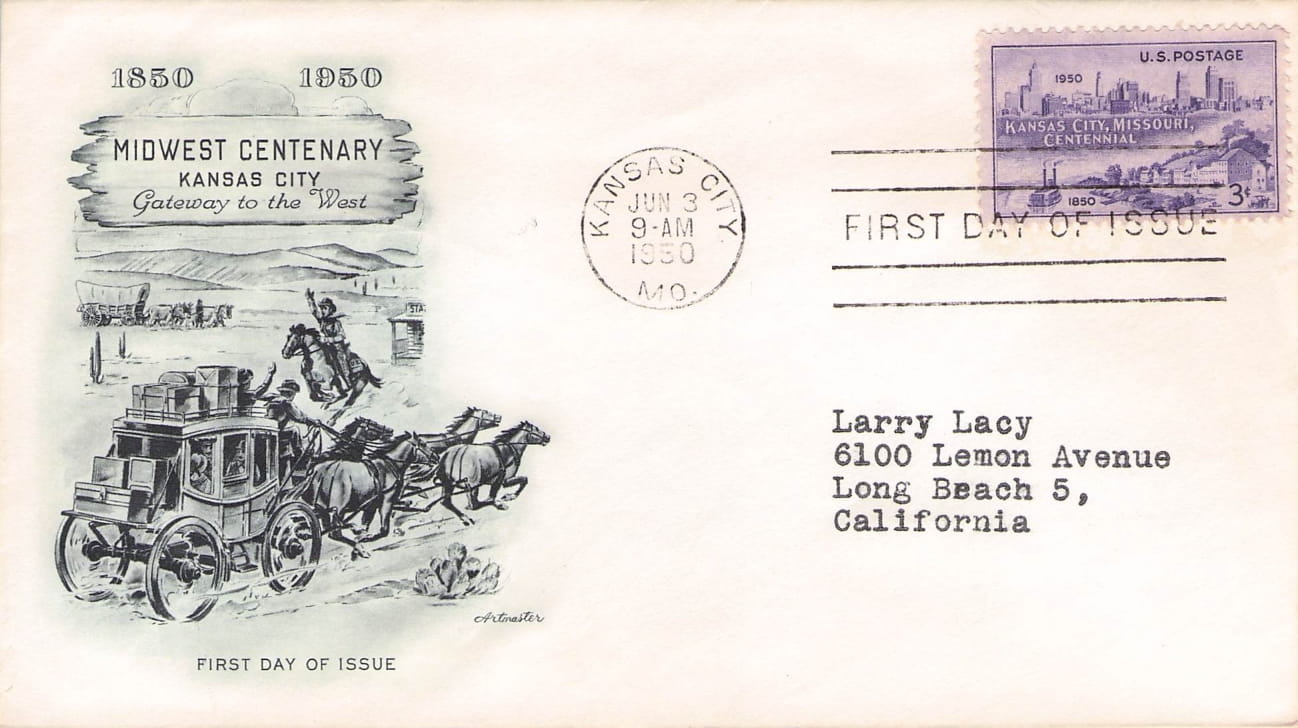 1850 1950
MIDWEST CENTENARY
KANSAS CITY
Gateway to the West
STA
Artmaster
FIRST DAY OF ISSUE
KANSAS CITY,
JUN 3
9-AM
1950
MO.
U.S. POSTAGE
1950
KANSAS CITY, MISSOURI,
CENTENNIAL
1850
3¢
FIRST DAY OF ISSUE
Larry Lacy
6100 Lemon Avenue
Long Beach 5,
California